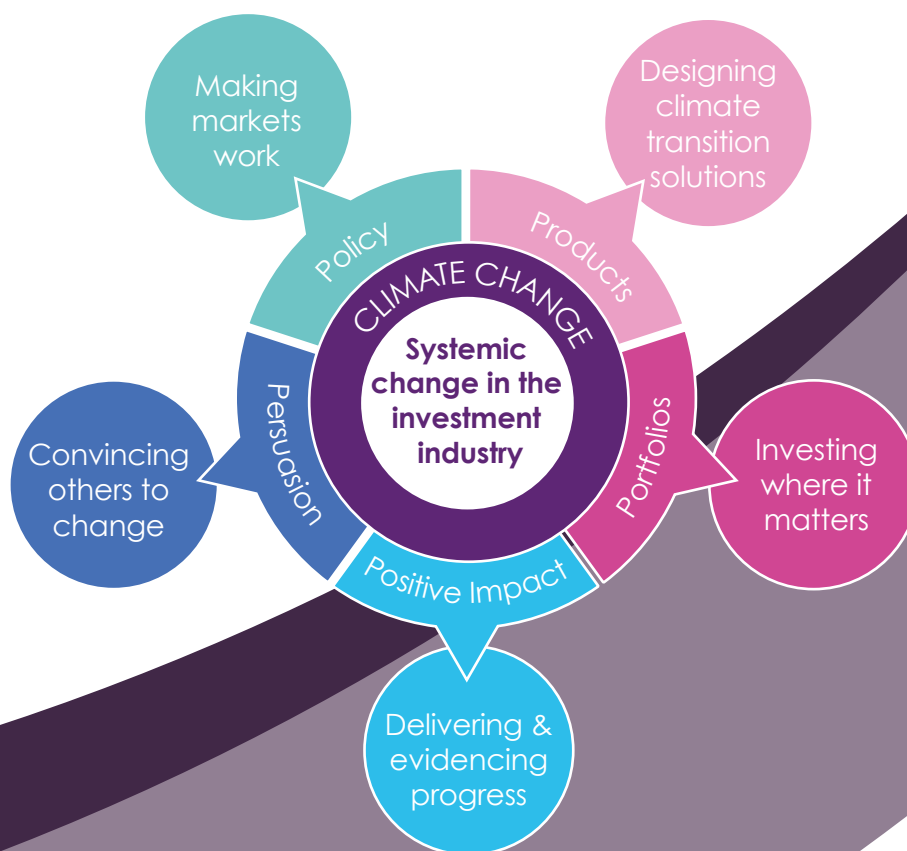 Making
markets
work
Designing
climate
transition
solutions
Policy
Products
CLIMATE CHANGE
Systemic
change in the
investment
industry
Persuasion
Portfolios
Convincing
others to
change
Investing
where it
matters
Positive Impact
Delivering &
evidencing
progress